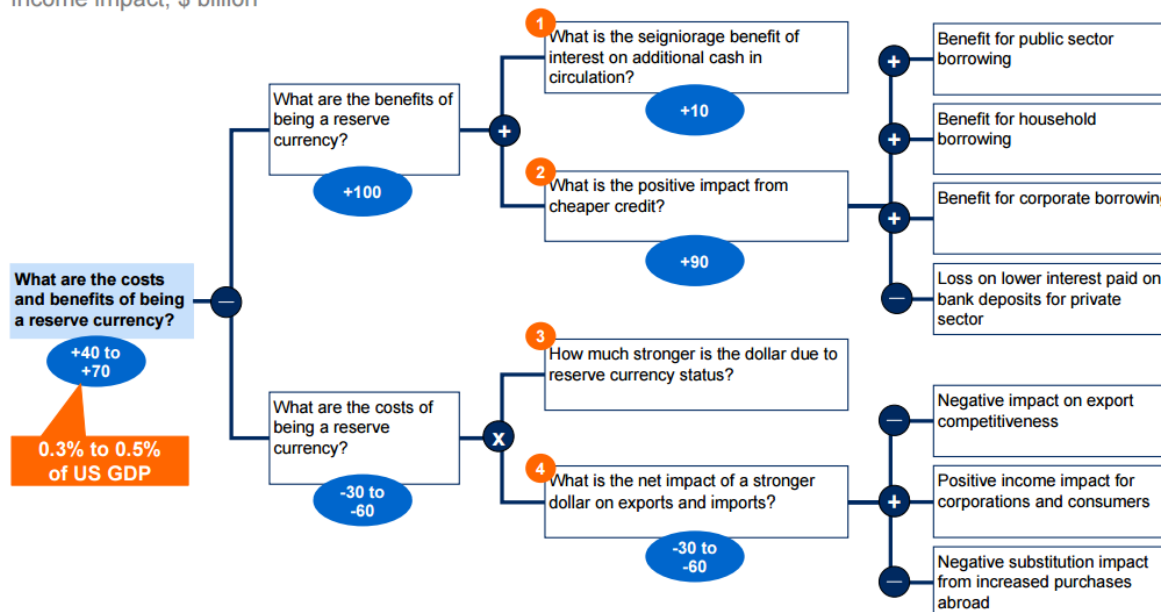 income impact, $ billion
1
What is the seigniorage benefit of
interest on additional cash in
circulation?
+10
Benefit for public sector
borrowing
+
What are the benefits of
being a reserve
currency?
+100
+
Benefit for household
borrowing
+
2
What is the positive impact from
cheaper credit?
+90
Benefit for corporate borrowing
+
Loss on lower interest paid on
bank deposits for private
sector
—
What are the costs
and benefits of being
a reserve currency?
—
+40 to
+70
0.3% to 0.5%
of US GDP
3
How much stronger is the dollar due to
reserve currency status?
What are the costs of
being a reserve
currency?
-30 to
-60
x
4
What is the net impact of a stronger
dollar on exports and imports?
-30 to
-60
Negative impact on export
competitiveness
—
Positive income impact for
corporations and consumers
+
Negative substitution impact
from increased purchases
abroad
—